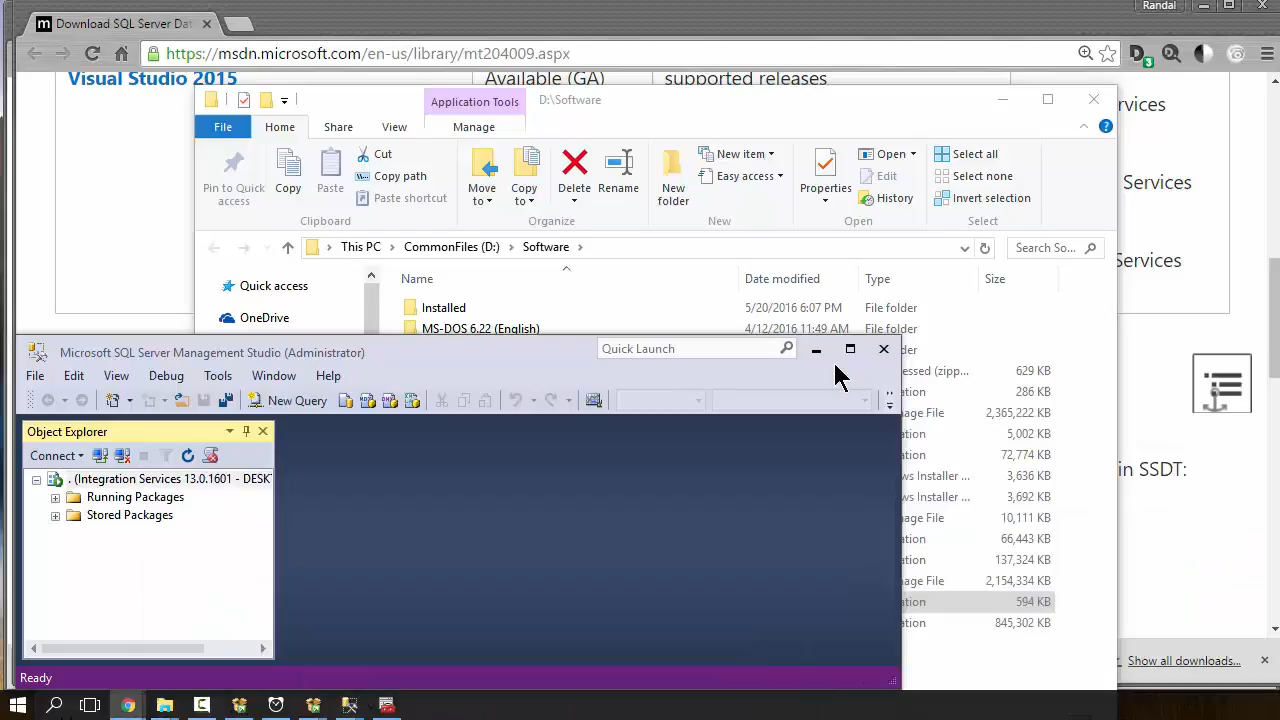 Randal
m Download SQL Server Dat
https://msdn.microsoft.com/en-us/library/mt204009.aspx
D 3
Visual Studio 2015
Available (GA)
supported releases
Services
Services
Services
in SSDT:
Application Tools
D:\Software
File
Home
Share
View
Manage
Pin to Quick access
Copy
Paste
Cut
Copy path
Paste shortcut
Clipboard
Move to
Copy to
Delete
Rename
Organize
New folder
New item
Easy access
New
Properties
Open
Edit
History
Open
Select all
Select none
Invert selection
Select
This PC > CommonFiles (D:) > Software >
Search So...
Quick access
OneDrive
Name
Date modified
Type
Size
Installed 5/20/2016 6:07 PM File folder
MS-DOS 6.22 (English) 4/12/2016 11:49 AM File folder
folder
essed (zipp... 629 KB
ation 286 KB
age File 2,365,222 KB
ation 5,002 KB
ation 72,774 KB
ws Installer ... 3,636 KB
ws Installer ... 3,692 KB
age File 10,111 KB
ation 66,443 KB
ation 137,324 KB
age File 2,154,334 KB
ation 594 KB
ation 845,302 KB
Microsoft SQL Server Management Studio (Administrator)
Quick Launch
File Edit View Debug Tools Window Help
New Query
Object Explorer
Connect
. (Integration Services 13.0.1601 - DESK
Running Packages
Stored Packages
Ready
Show all downloads...